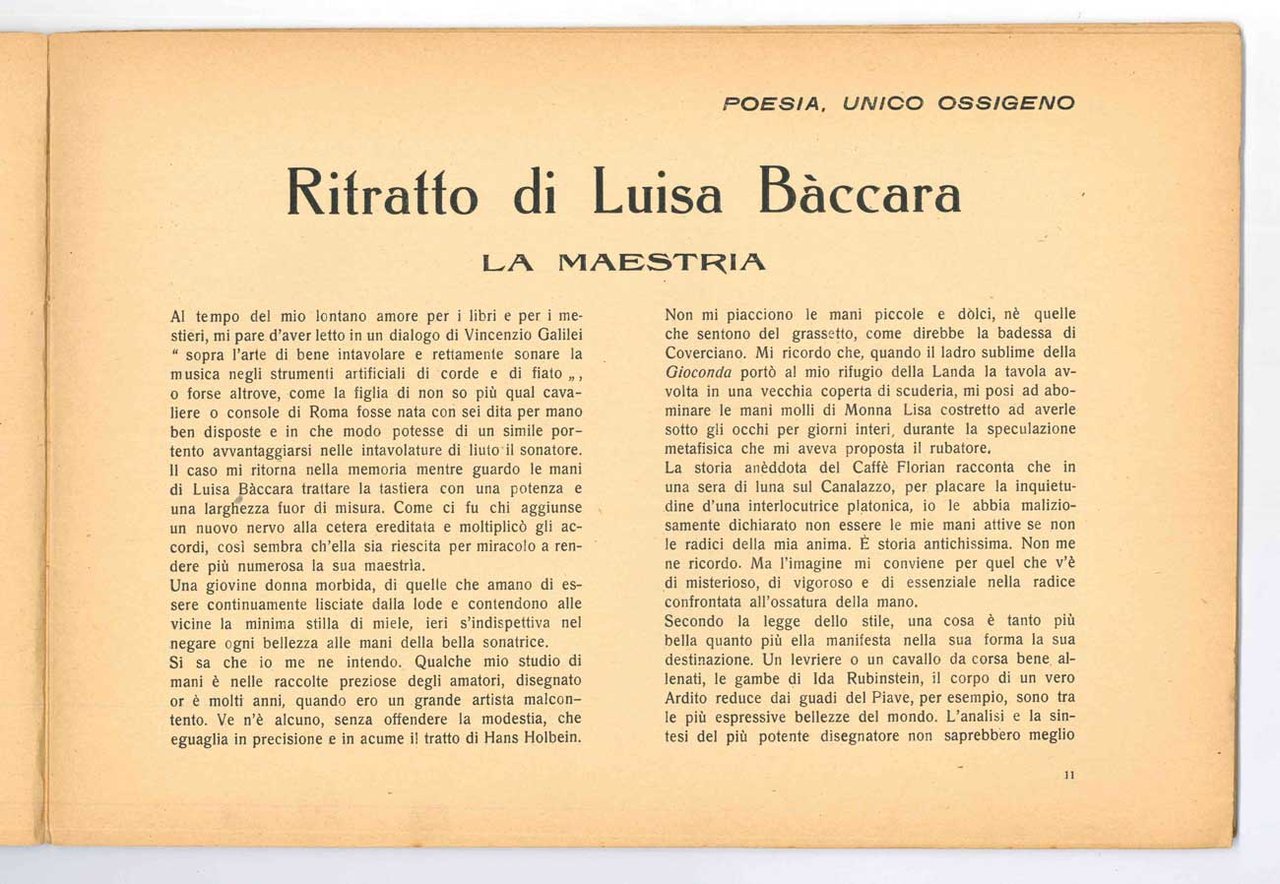 POESIA, UNICO OSSIGENO
Ritratto di Luisa Bàccara
LA MAESTRIA
Al tempo del mio lontano amore per i libri e per i me-
stieri, mi pare d'aver letto in un dialogo di Vincenzio Galilei
“ sopra l'arte di bene intavolare e rettamente sonare la
musica negli strumenti artificiali di corde e di fiato „,
o forse altrove, come la figlia di non so più qual cava-
liere o console di Roma fosse nata con sei dita per mano
ben disposte e in che modo potesse di un simile por-
tento avvantaggiarsi nelle intavolature di liuto il sonatore.
Il caso mi ritorna nella memoria mentre guardo le mani
di Luisa Bàccara trattare la tastiera con una potenza e
una larghezza fuor di misura. Come ci fu chi aggiunse
un nuovo nervo alla cetera ereditata e moltiplicò gli ac-
cordi, così sembra ch'ella sia riescita per miracolo a ren-
dere più numerosa la sua maestrìa.
Una giovine donna morbida, di quelle che amano di es-
sere continuamente lisciate dalla lode e contendono alle
vicine la minima stilla di miele, ieri s'indispettiva nel
negare ogni bellezza alle mani della bella sonatrice.
Si sa che io me ne intendo. Qualche mio studio di
mani è nelle raccolte preziose degli amatori, disegnato
or è molti anni, quando ero un grande artista malcon-
tento. Ve n'è alcuno, senza offendere la modestia, che
eguaglia in precisione e in acume il tratto di Hans Holbein.
Non mi piacciono le mani piccole e dòlci, nè quelle
che sentono del grassetto, come direbbe la badessa di
Coverciano. Mi ricordo che, quando il ladro sublime della
Gioconda portò al mio rifugio della Landa la tavola av-
volta in una vecchia coperta di scuderia, mi posi ad abo-
minare le mani molli di Monna Lisa costretto ad averle
sotto gli occhi per giorni interi, durante la speculazione
metafisica che mi aveva proposta il rubatore.
La storia anèddota del Caffè Florian racconta che in
una sera di luna sul Canalazzo, per placare la inquietu-
dine d'una interlocutrice platonica, io le abbia malizio-
samente dichiarato non essere le mie mani attive se non
le radici della mia anima. È storia antichissima. Non me
ne ricordo. Ma l'imagine mi conviene per quel che v'è
di misterioso, di vigoroso e di essenziale nella radice
confrontata all'ossatura della mano.
Secondo la legge dello stile, una cosa è tanto più
bella quanto più ella manifesta nella sua forma la sua
destinazione. Un levriere o un cavallo da corsa bene al-
lenati, le gambe di Ida Rubinstein, il corpo di un vero
Ardito reduce dai guadi del Piave, per esempio, sono tra
le più espressive bellezze del mondo. L'analisi e la sin-
tesi del più potente disegnatore non saprebbero meglio
11